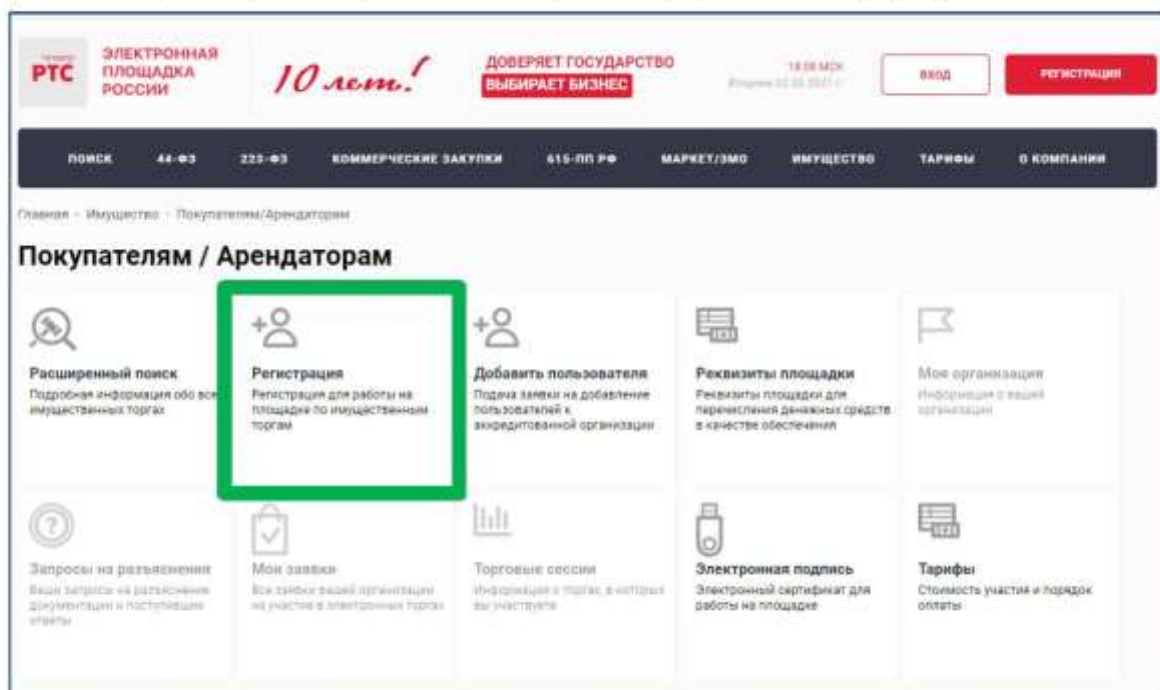 РТС
ЭЛЕКТРОННАЯ
ПЛОЩАДКА
РОССИИ
10 лет!
ДОВЕРЯЕТ ГОСУДАРСТВО
ВЫБИРАЕТ БИЗНЕС
18:08 МСК
ВХОД
РЕГИСТРАЦИЯ
ПОИСК 44-ФЗ 223-ФЗ КОММЕРЧЕСКИЕ ЗАКУПКИ 615-ПП РФ МАРКЕТ/ЗМО ИМУЩЕСТВО ТАРИФЫ О КОМПАНИИ
Главная - Имущество - Покупателям/Арендаторам
Покупателям / Арендаторам
Расширенный поиск
Подробная информация обо все
имущественных торгах
Регистрация
Регистрация для работы на
площадке по имущественным
торгам
Добавить пользователя
Подача заявки на добавление
пользователей к
аккредитованной организации
Реквизиты площадки
Реквизиты площадки для
перечисления денежных средств
в качестве обеспечения
Моя организация
Информация о вашей
организации
Запросы на разъяснения
Ваши запросы на разъяснения
документации и поступившие
ответы
Мои заявки
Все заявки вашей организации
на участие в электронных торгах
Торговые сессии
Информация о торгах, в которых
вы участвуете
Электронная подпись
Электронный сертификат для
работы на площадке
Тарифы
Стоимость участия и порядок
оплаты